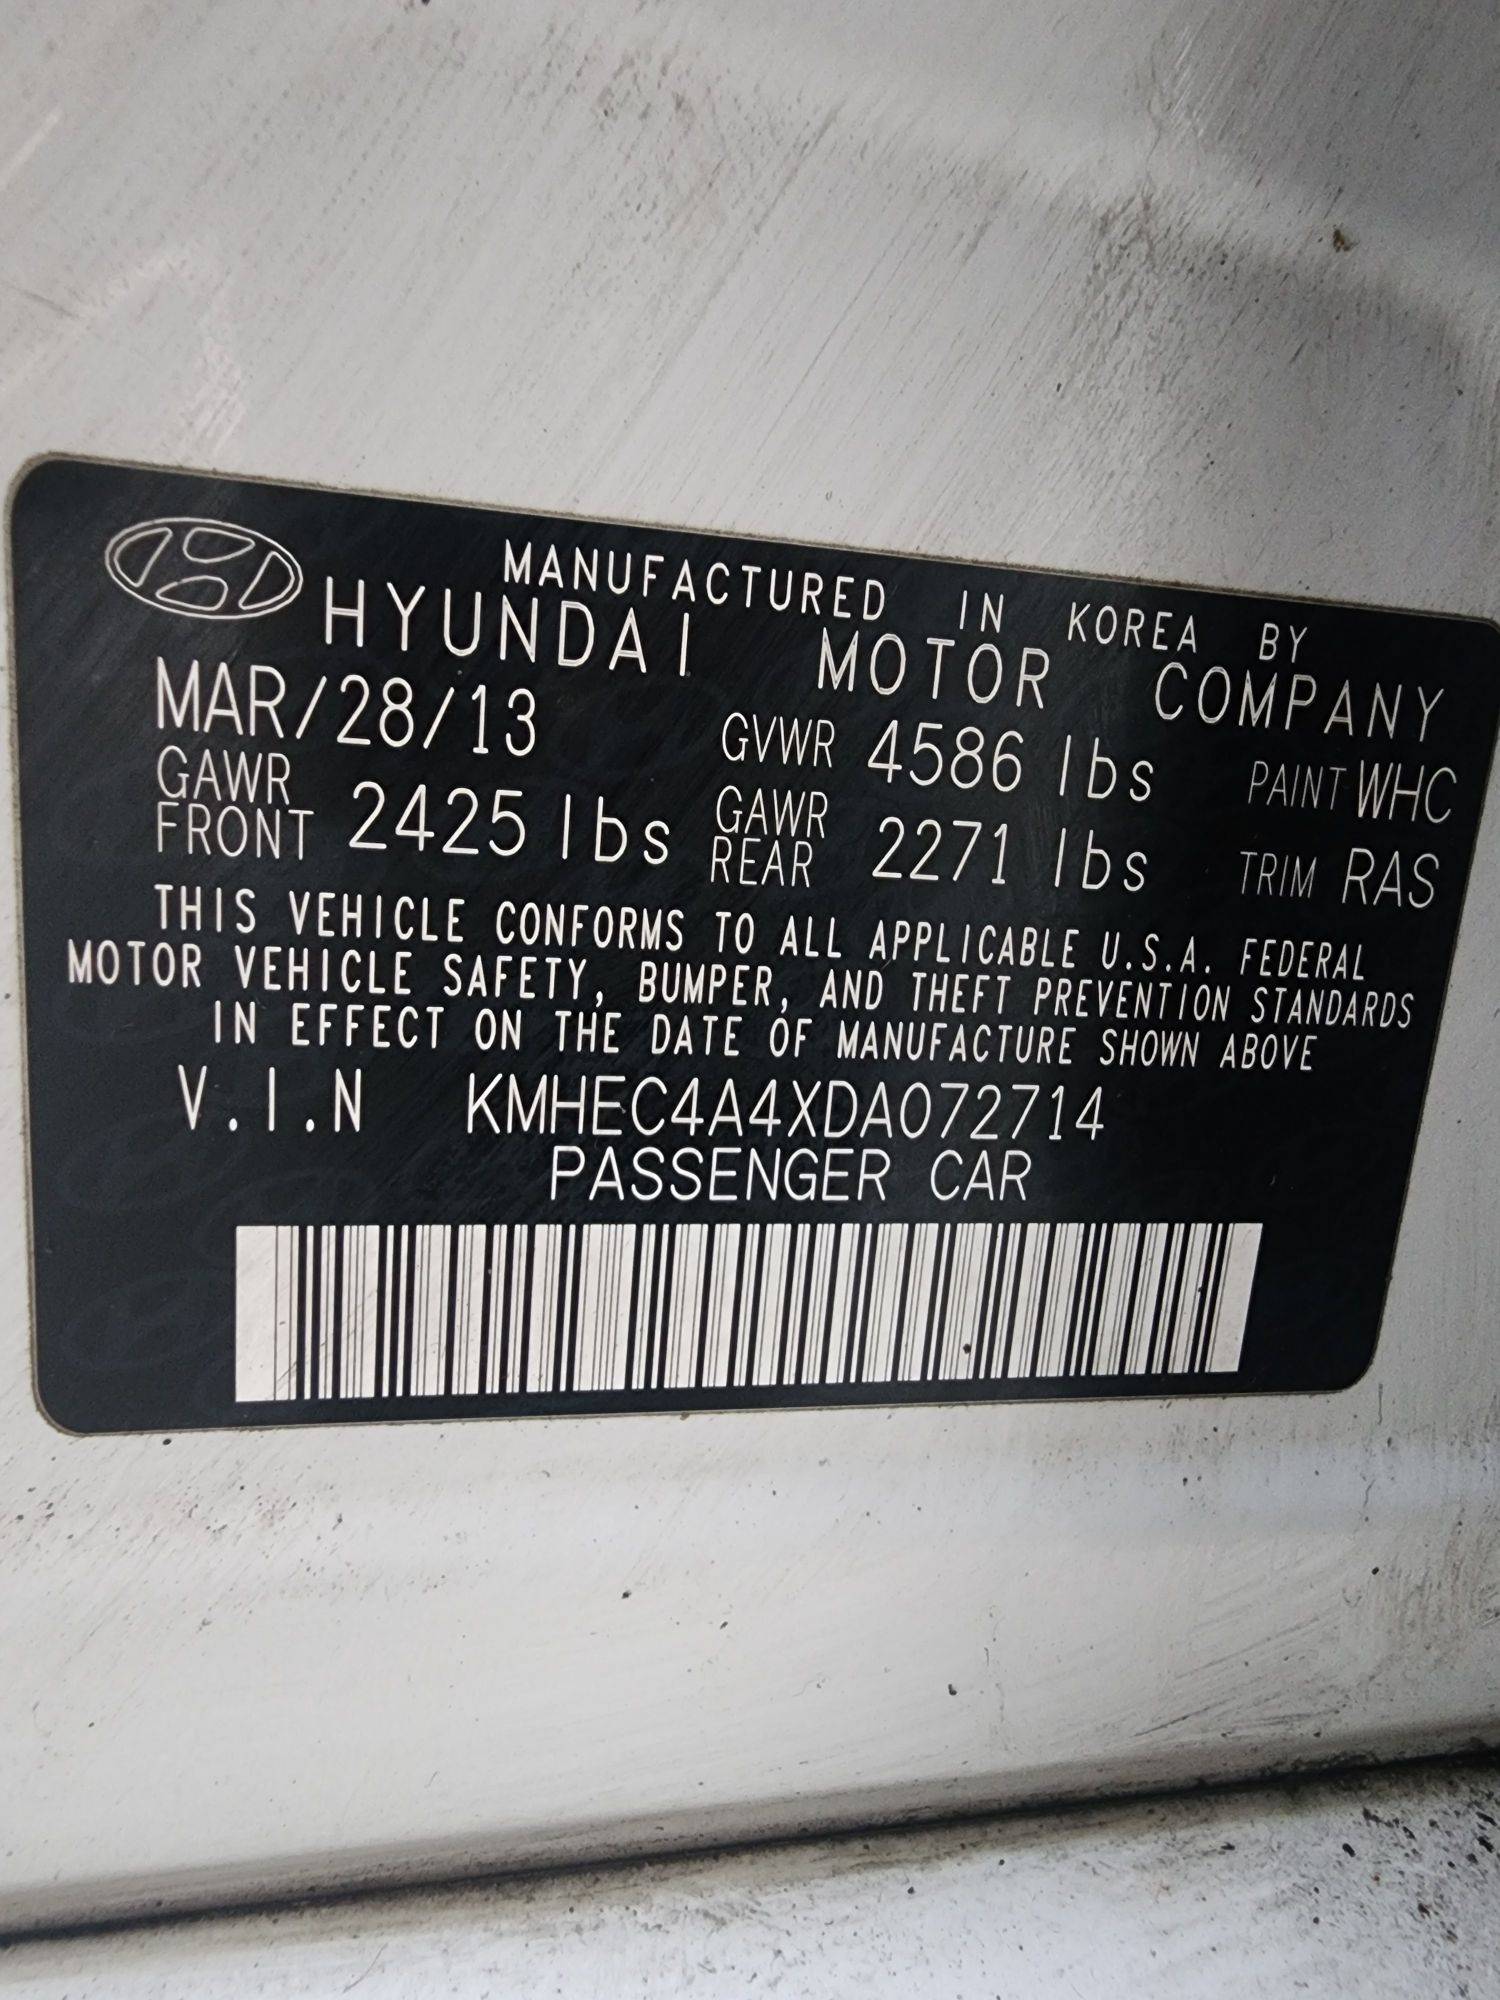 MANUFACTURED IN KOREA BY
HYUNDAI MOTOR COMPANY
MAR/28/13 GVWR 4586 lbs PAINT WHC
GAWR FRONT 2425 lbs GAWR REAR 2271 lbs TRIM RAS
THIS VEHICLE CONFORMS TO ALL APPLICABLE U.S.A. FEDERAL
MOTOR VEHICLE SAFETY, BUMPER, AND THEFT PREVENTION STANDARDS
IN EFFECT ON THE DATE OF MANUFACTURE SHOWN ABOVE
V.I.N KMHEC4A4XDA072714
PASSENGER CAR